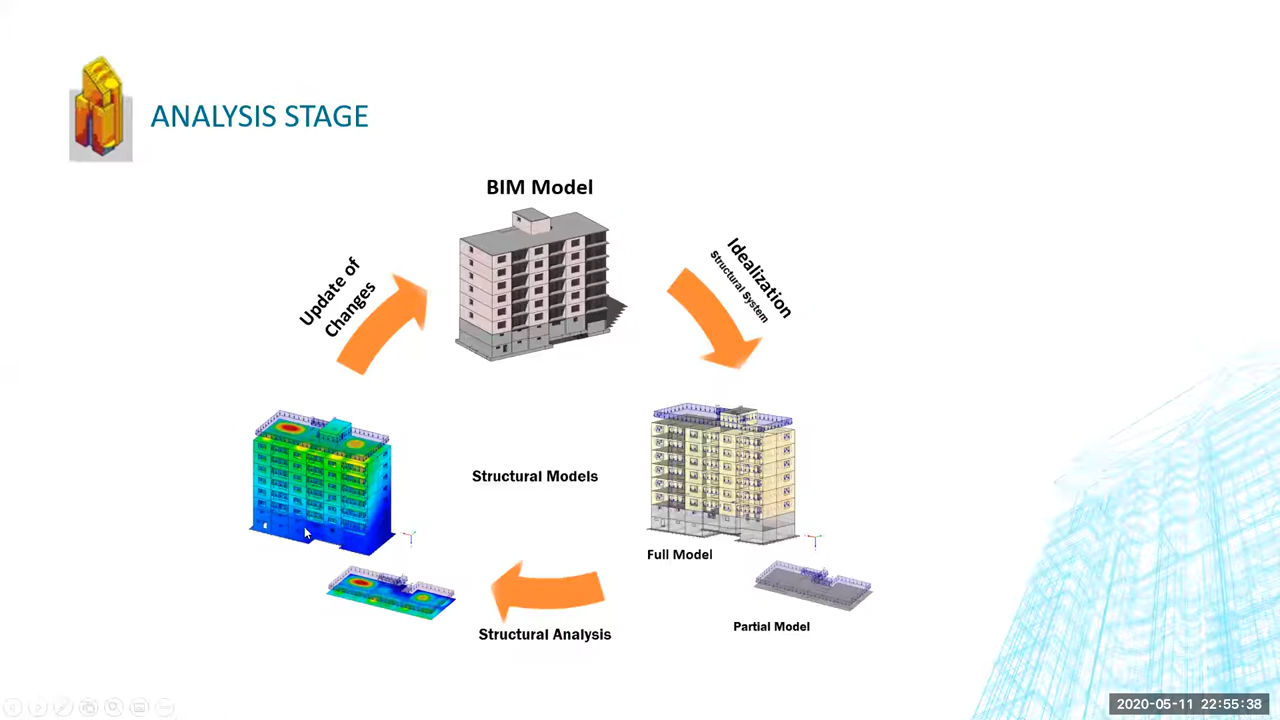 ANALYSIS STAGE
BIM Model
Update of
Changes
Idealization
Structural System
Structural Models
Full Model
Structural Analysis
Partial Model
2020-05-11 22:55:38